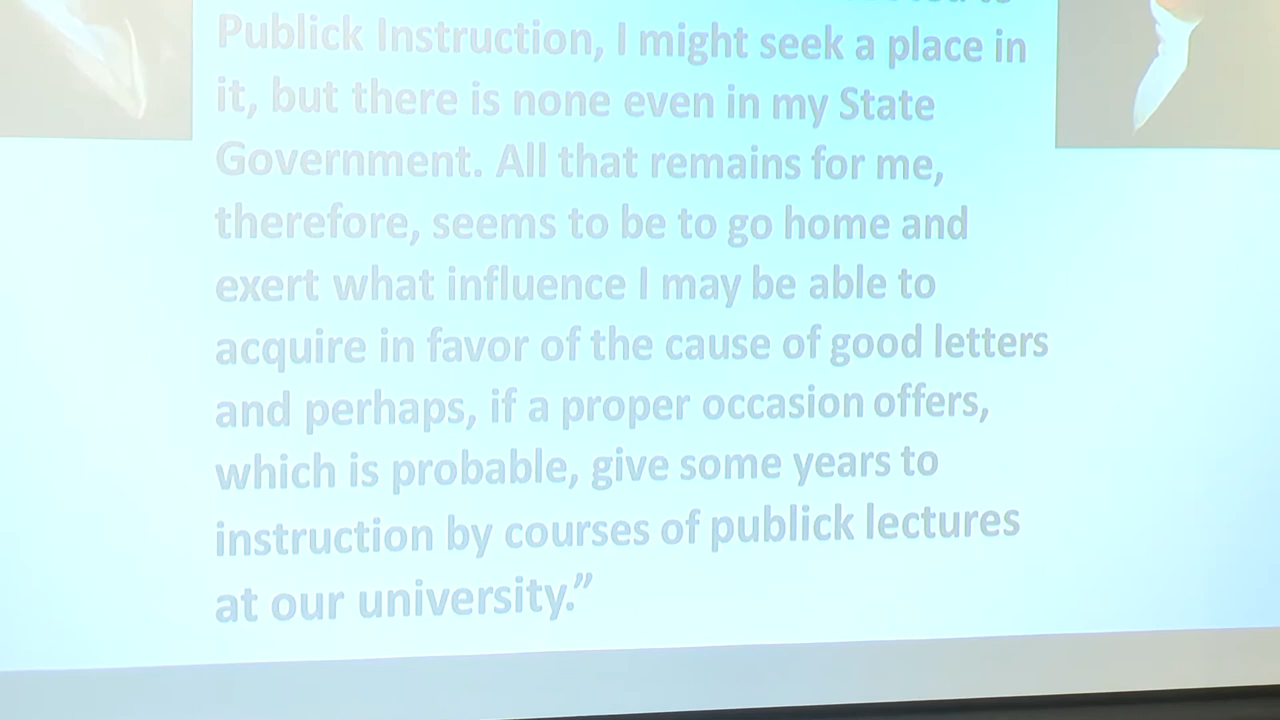 Publick Instruction, I might seek a place in
it, but there is none even in my State
Government. All that remains for me,
therefore, seems to be to go home and
exert what influence I may be able to
acquire in favor of the cause of good letters
and perhaps, if a proper occasion offers,
which is probable, give some years to
instruction by courses of publick lectures
at our university.”